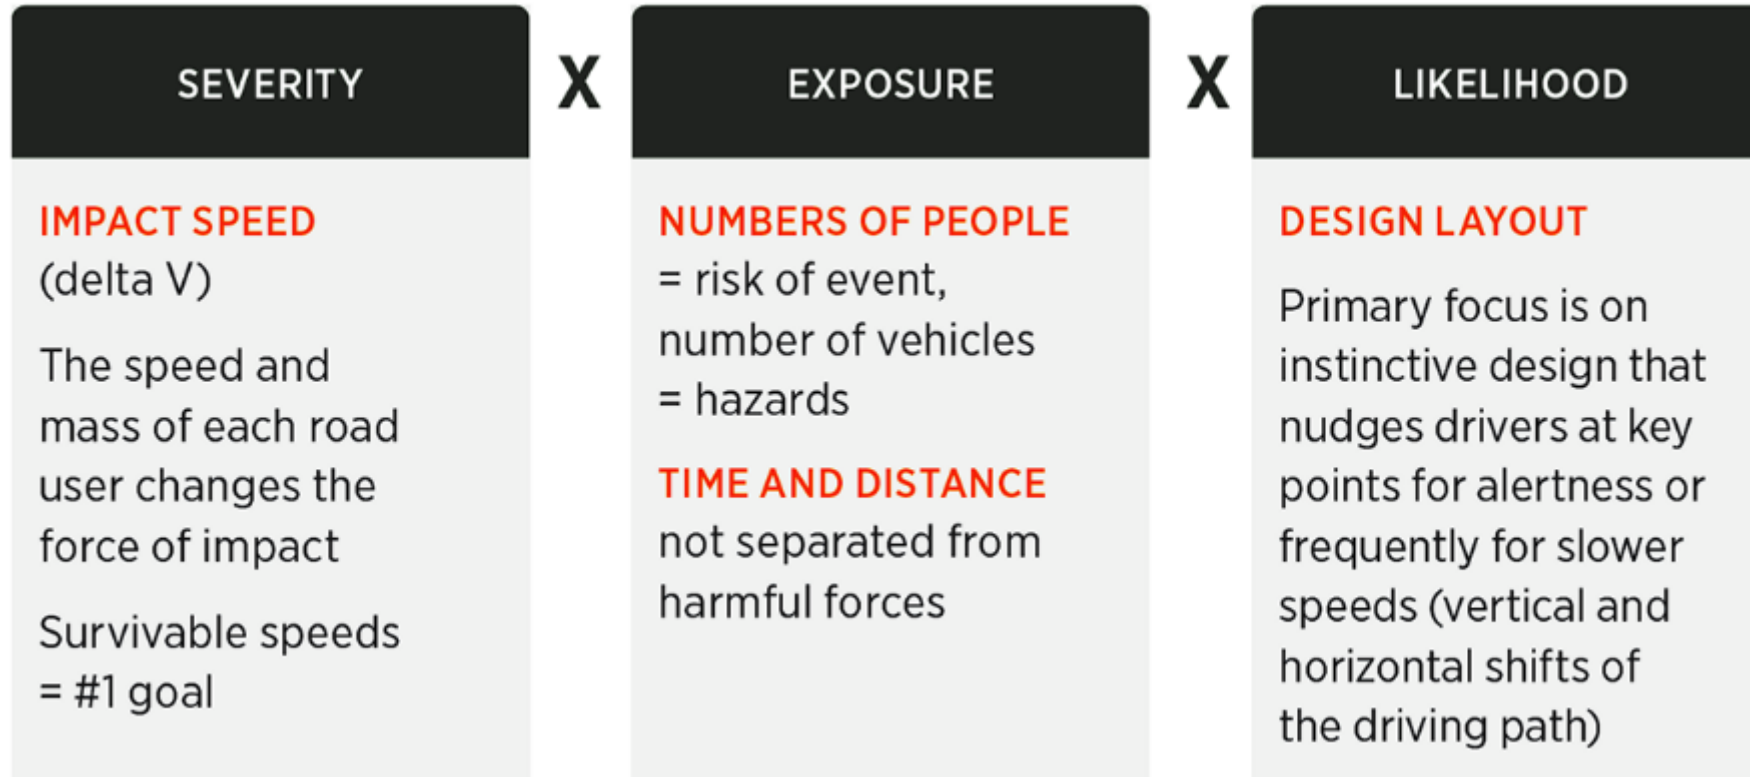 SEVERITY
X
EXPOSURE
X
LIKELIHOOD
IMPACT SPEED
(delta V)
The speed and
mass of each road
user changes the
force of impact
Survivable speeds
= #1 goal
NUMBERS OF PEOPLE
= risk of event,
number of vehicles
= hazards
TIME AND DISTANCE
not separated from
harmful forces
DESIGN LAYOUT
Primary focus is on
instinctive design that
nudges drivers at key
points for alertness or
frequently for slower
speeds (vertical and
horizontal shifts of
the driving path)